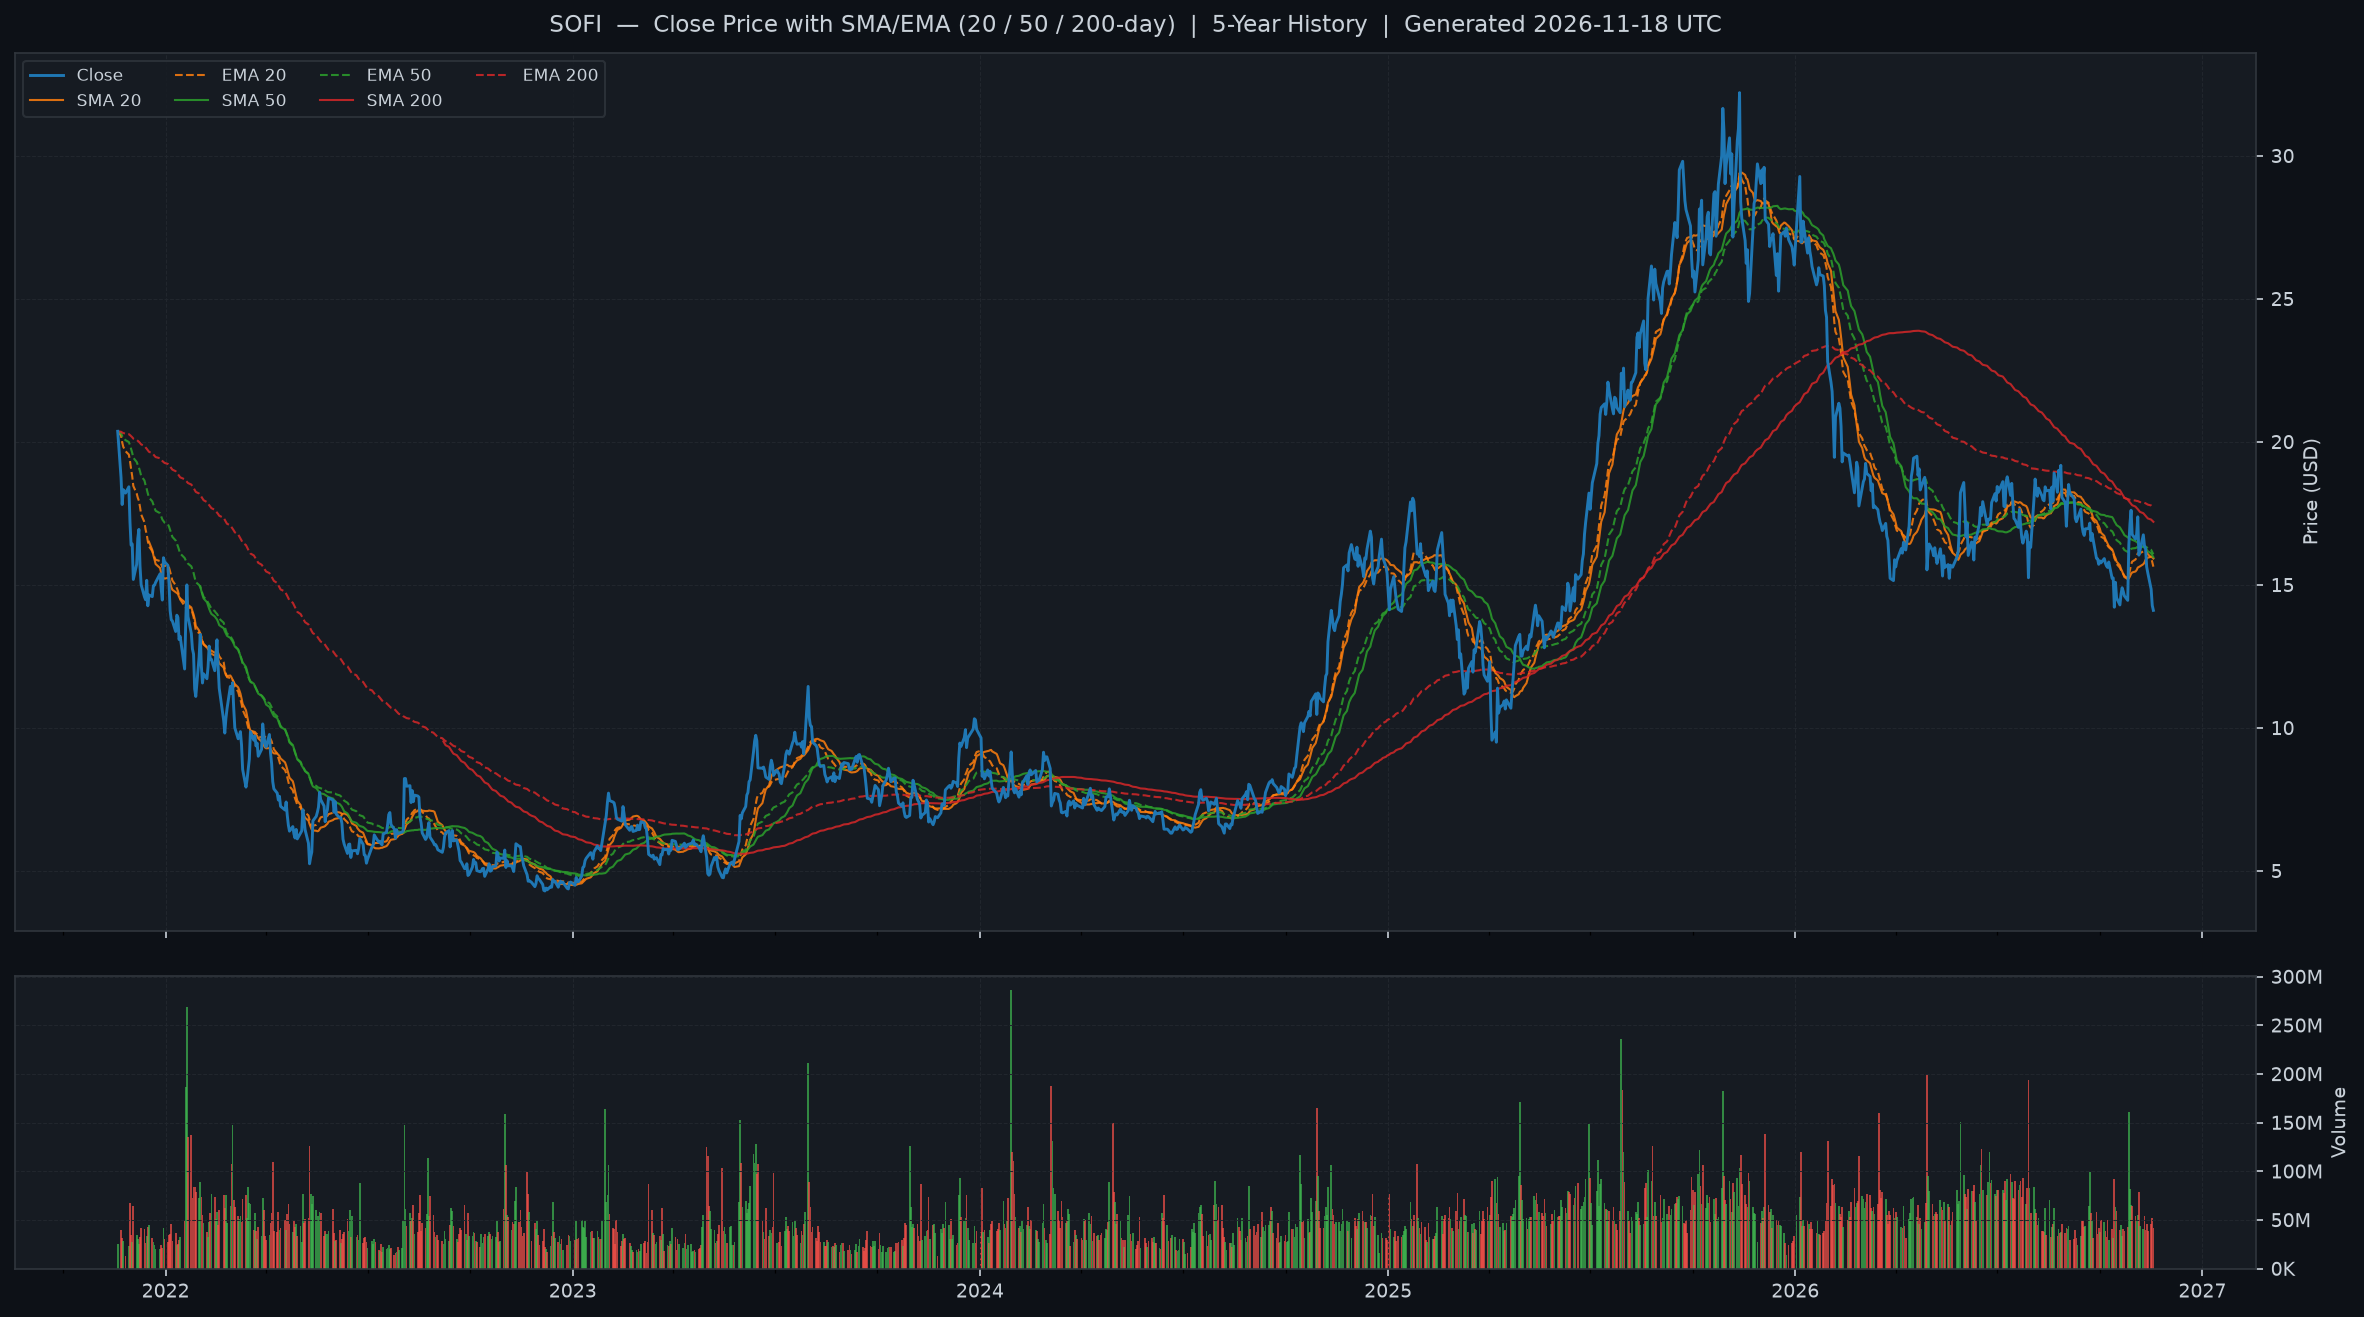 SOFI — Close Price with SMA/EMA (20 / 50 / 200-day) | 5-Year History | Generated 2026-11-18 UTC
Close EMA 20 EMA 50 EMA 200
SMA 20 SMA 50 SMA 200
30
25
20
15
10
5
Price (USD)
300M
250M
200M
150M
100M
50M
0K
Volume
2022 2023 2024 2025 2026 2027